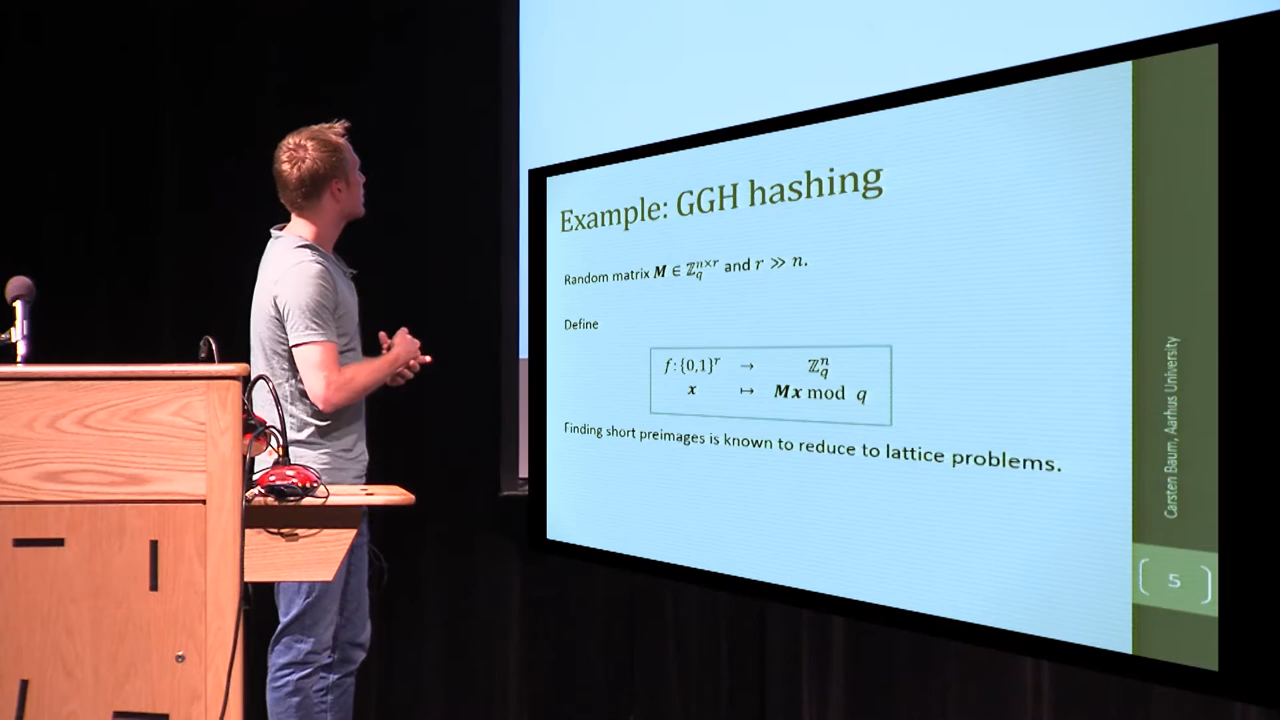 Example: GGH hashing
Random matrix M ∈ ℤ_q^{n×r} and r ≫ n.
Define
f: {0,1}^r → ℤ_q^n
x ↦ Mx mod q
Finding short preimages is known to reduce to lattice problems.
Carsten Baum, Aarhus University
5